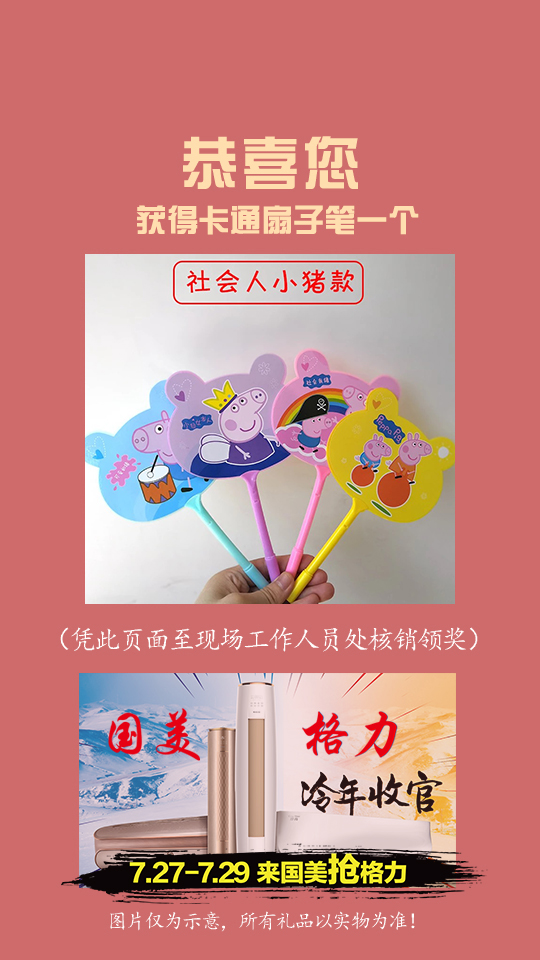 恭喜您
获得卡通扇子笔一个
社会人小猪款
Peppa Pig
（凭此页面至现场工作人员处核销领奖）
国美 格力
冷年收官
7.27-7.29 来国美抢格力
图片仅为示意，所有礼品以实物为准！